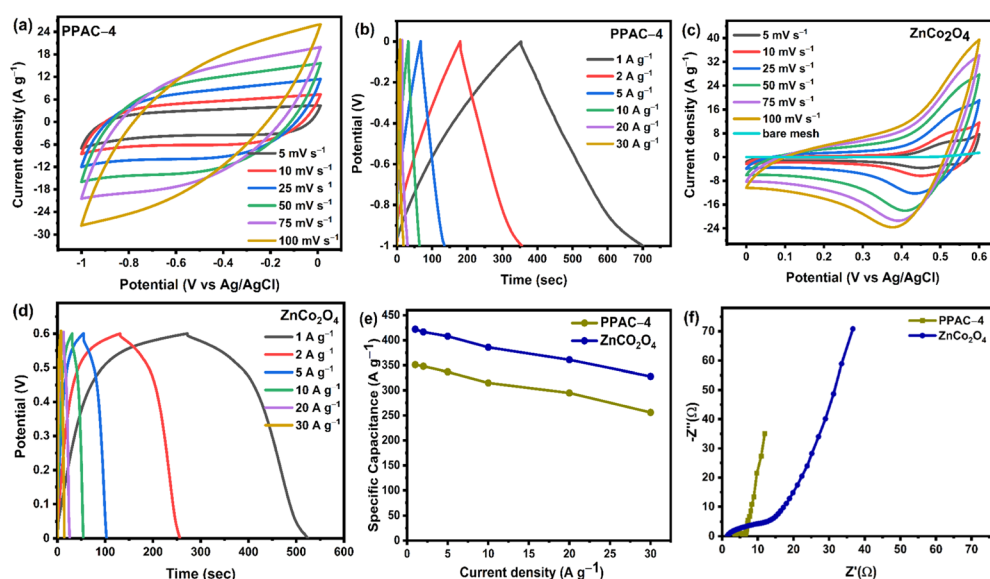 (a)
PPAC−4
Current density (A g⁻¹)
24
18
12
6
0
-6
-12
-18
-24
-30
5 mV s⁻¹
10 mV s⁻¹
25 mV s⁻¹
50 mV s⁻¹
75 mV s⁻¹
100 mV s⁻¹
-1 -0.8 -0.6 -0.4 -0.2 0
Potential (V vs Ag/AgCl)
(b)
PPAC−4
Potential (V)
0
-0.2
-0.4
-0.6
-0.8
-1
1 A g⁻¹
2 A g⁻¹
5 A g⁻¹
10 A g⁻¹
20 A g⁻¹
30 A g⁻¹
0 100 200 300 400 500 600 700 800
Time (sec)
(c)
ZnCo₂O₄
Current density (A g⁻¹)
36
24
12
0
-12
-24
5 mV s⁻¹
10 mV s⁻¹
25 mV s⁻¹
50 mV s⁻¹
75 mV s⁻¹
100 mV s⁻¹
bare mesh
0 0.1 0.2 0.3 0.4 0.5 0.6
Potential (V vs Ag/AgCl)
(d)
ZnCo₂O₄
Potential (V)
0.6
0.5
0.4
0.3
0.2
0.1
0
1 A g⁻¹
2 A g⁻¹
5 A g⁻¹
10 A g⁻¹
20 A g⁻¹
30 A g⁻¹
0 100 200 300 400 500 600
Time (sec)
(e)
PPAC−4
ZnCO₂O₄
Specific Capacitance (A g⁻¹)
450
400
350
300
250
200
150
100
50
0
0 5 10 15 20 25 30
Current density (A g⁻¹)
(f)
PPAC−4
ZnCo₂O₄
-Z''(Ω)
70
60
50
40
30
20
10
0
0 10 20 30 40 50 60 70
Z'(Ω)